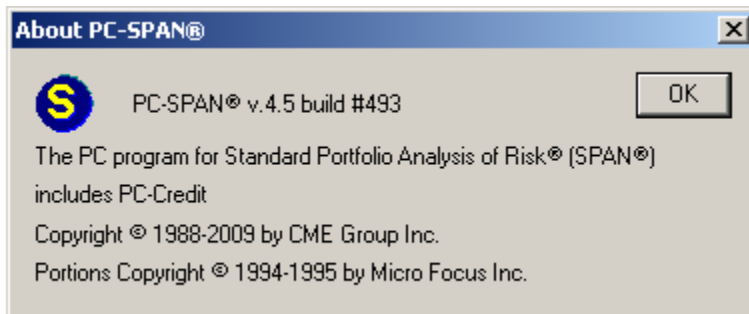 About PC-SPAN®
S
PC-SPAN® v.4.5 build #493
OK
The PC program for Standard Portfolio Analysis of Risk® (SPAN®)
includes PC-Credit
Copyright © 1988-2009 by CME Group Inc.
Portions Copyright © 1994-1995 by Micro Focus Inc.